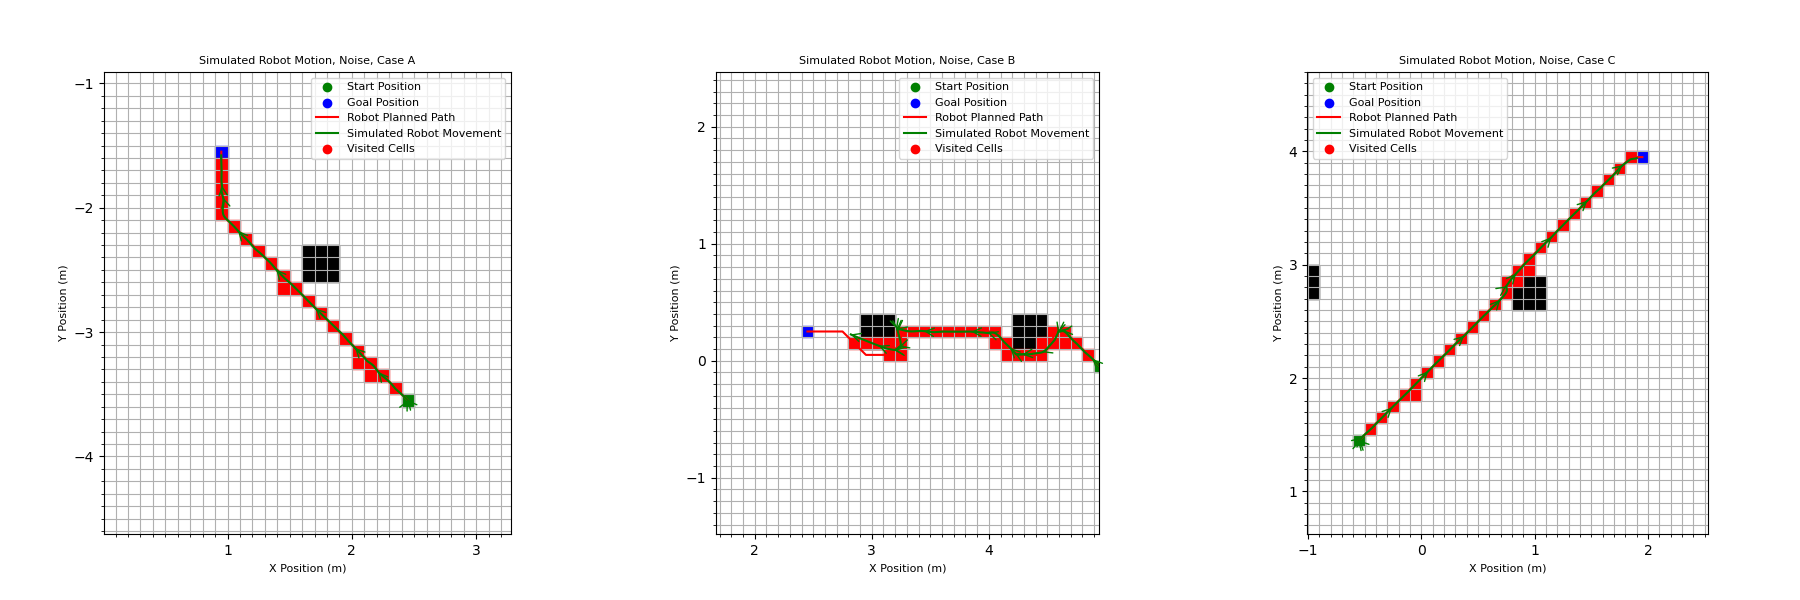 Simulated Robot Motion, Noise, Case A
Start Position
Goal Position
Robot Planned Path
Simulated Robot Movement
Visited Cells
−1
−2
−3
−4
Y Position (m)
1 2 3
X Position (m)
Simulated Robot Motion, Noise, Case B
Start Position
Goal Position
Robot Planned Path
Simulated Robot Movement
Visited Cells
2
1
0
−1
Y Position (m)
2 3 4
X Position (m)
Simulated Robot Motion, Noise, Case C
Start Position
Goal Position
Robot Planned Path
Simulated Robot Movement
Visited Cells
4
3
2
1
Y Position (m)
−1 0 1 2
X Position (m)